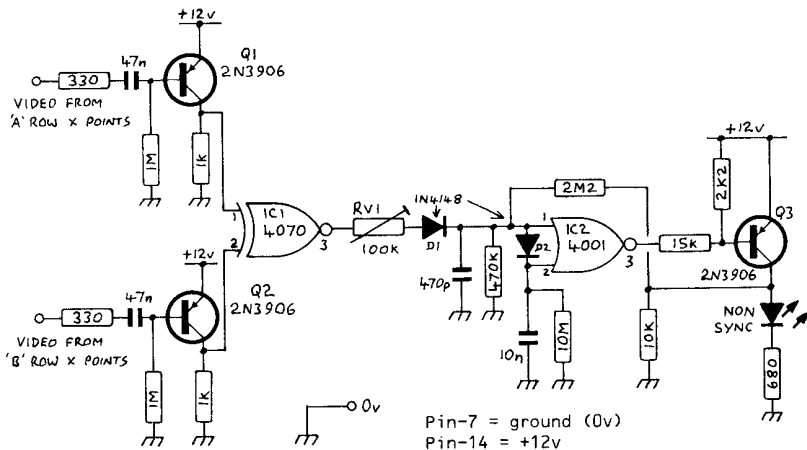 +12v
47n
Q1
2N3906
330
VIDEO FROM
'A' ROW X POINTS
1M
1k
1
2
IC1
4070
3
RV1
100k
1N4148
D1
470p
470k
2M2
1
D2
2
IC2
4001
3
10n
10M
15k
+12v
2K2
Q3
2N3906
10k
NON
SYNC
680
+12v
47n
Q2
2N3906
330
VIDEO FROM
'B' ROW X POINTS
1M
1k
0v
Pin-7 = ground (0v)
Pin-14 = +12v